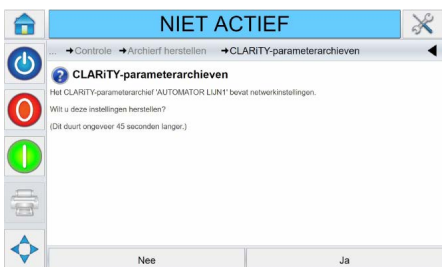 NIET ACTIEF
... ➔Controle ➔Archief herstellen ➔CLARiTY-parameterarchieven
CLARiTY-parameterarchieven
Het CLARiTY-parameterarchief 'AUTOMATOR LIJN1' bevat netwerkinstellingen.
Wilt u deze instellingen herstellen?
(Dit duurt ongeveer 45 seconden langer.)
Nee Ja